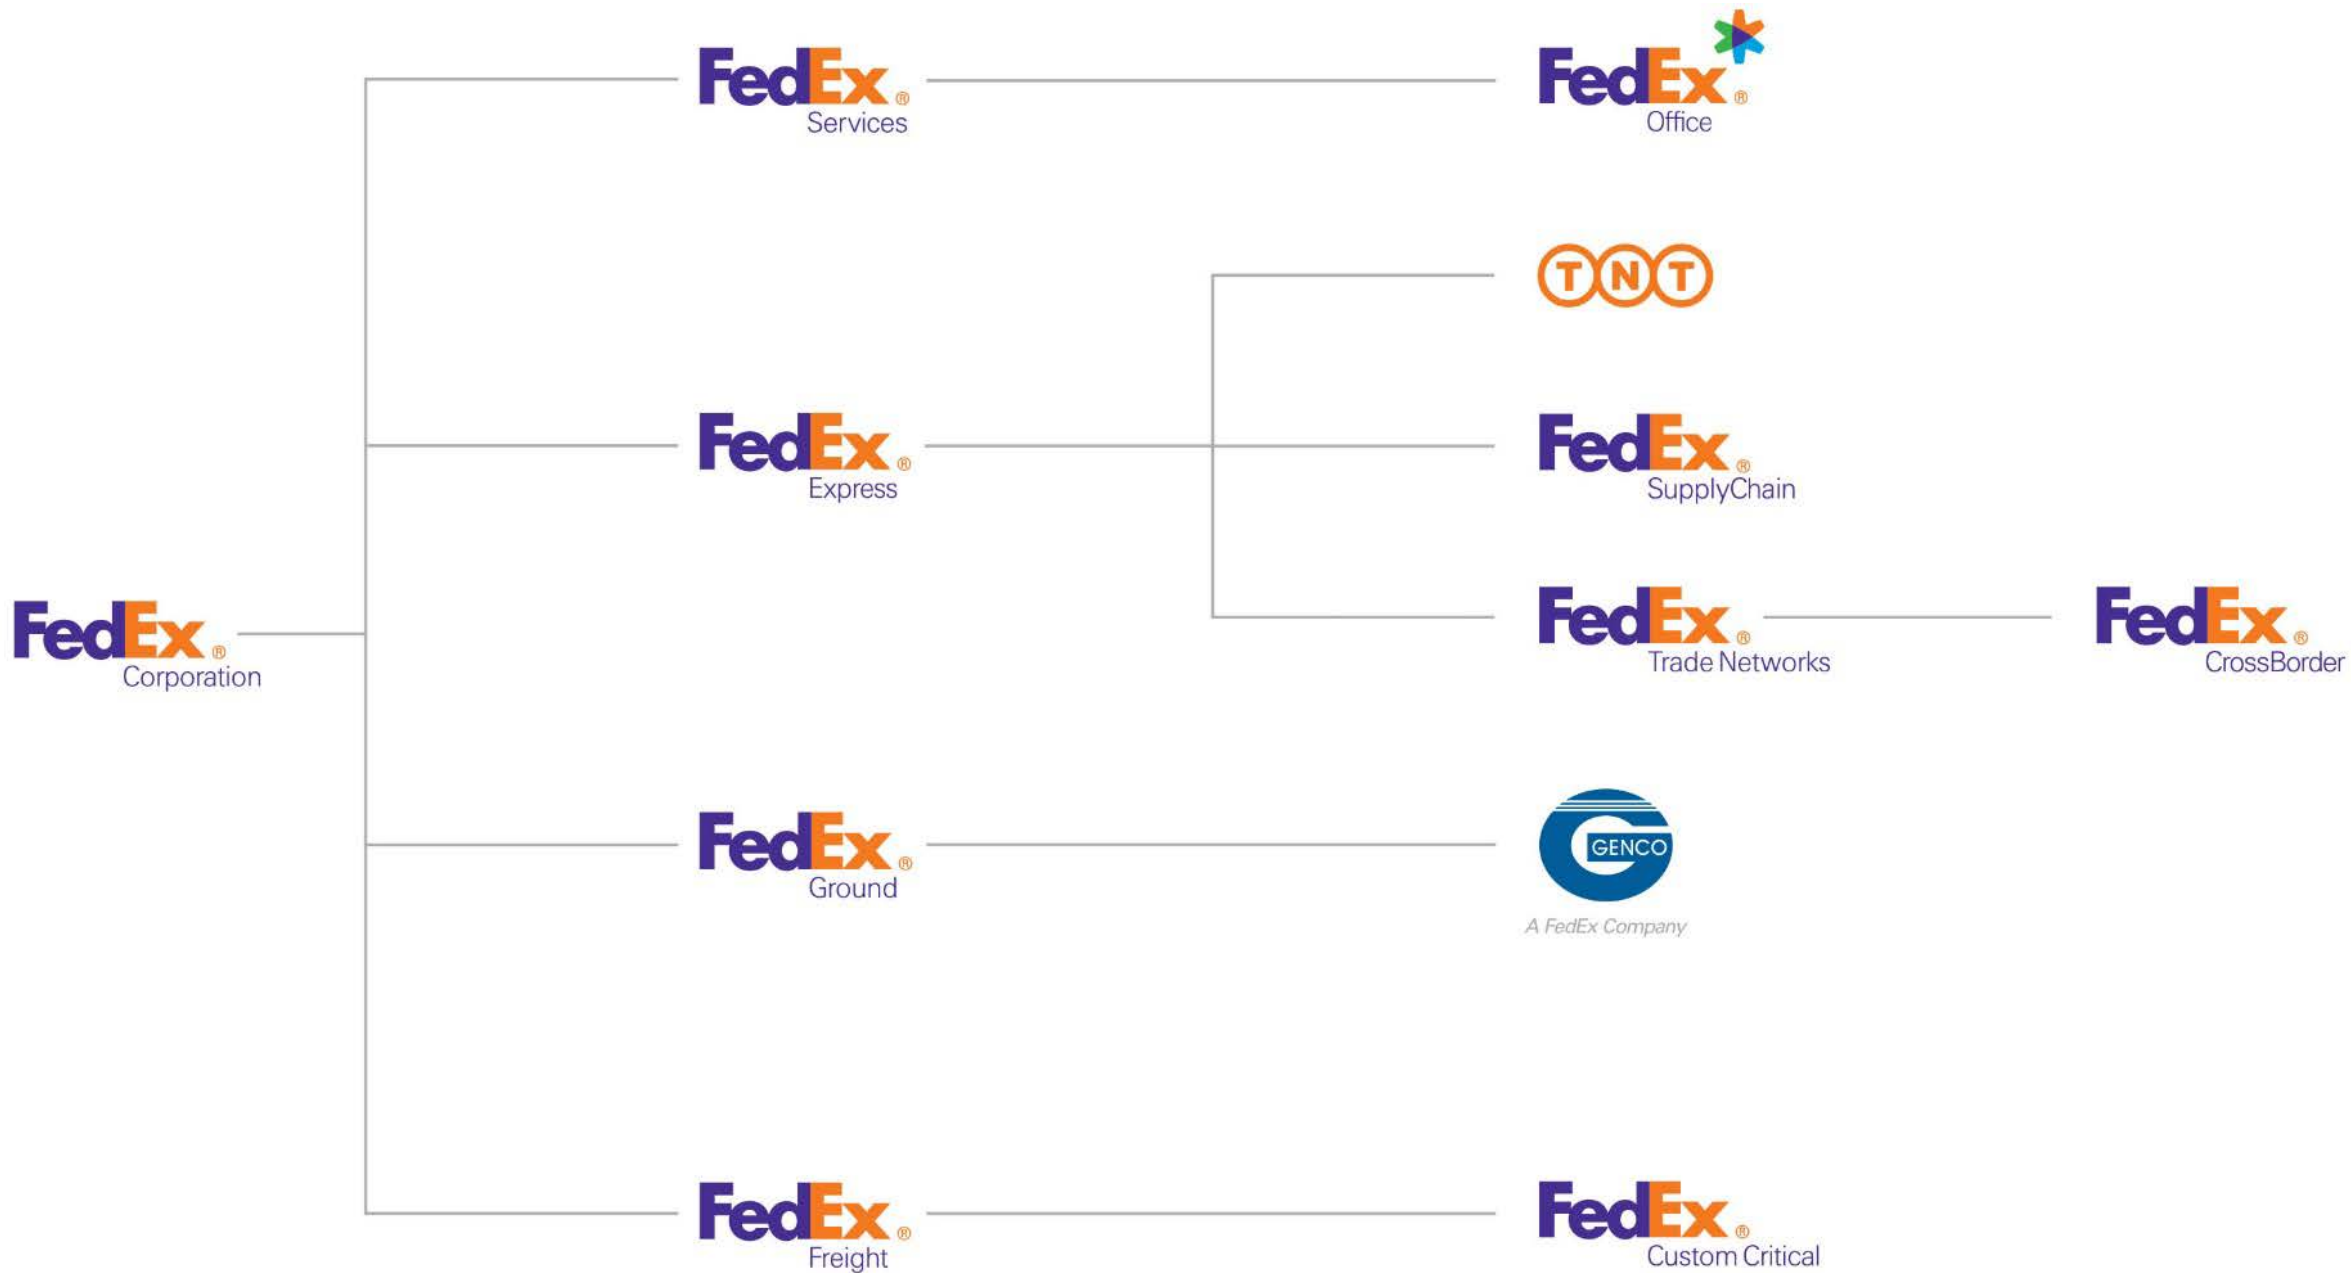 FedEx®
Services
FedEx®
Office
TNT
FedEx®
Express
FedEx®
SupplyChain
FedEx®
Corporation
FedEx®
Trade Networks
FedEx®
CrossBorder
FedEx®
Ground
GENCO
A FedEx Company
FedEx®
Freight
FedEx®
Custom Critical